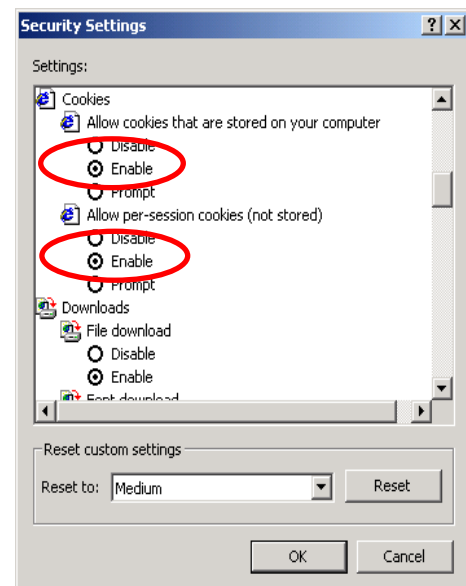 Security Settings
Settings:
Cookies
Allow cookies that are stored on your computer
Disable
Enable
Prompt
Allow per-session cookies (not stored)
Disable
Enable
Prompt
Downloads
File download
Disable
Enable
Font download
Reset custom settings
Reset to: Medium Reset
OK Cancel